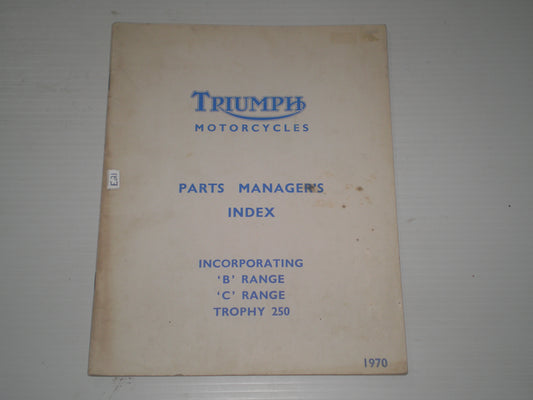 TRIUMPH
MOTORCYCLES
PARTS MANAGER'S
INDEX
INCORPORATING
'B' RANGE
'C' RANGE
TROPHY 250
1970